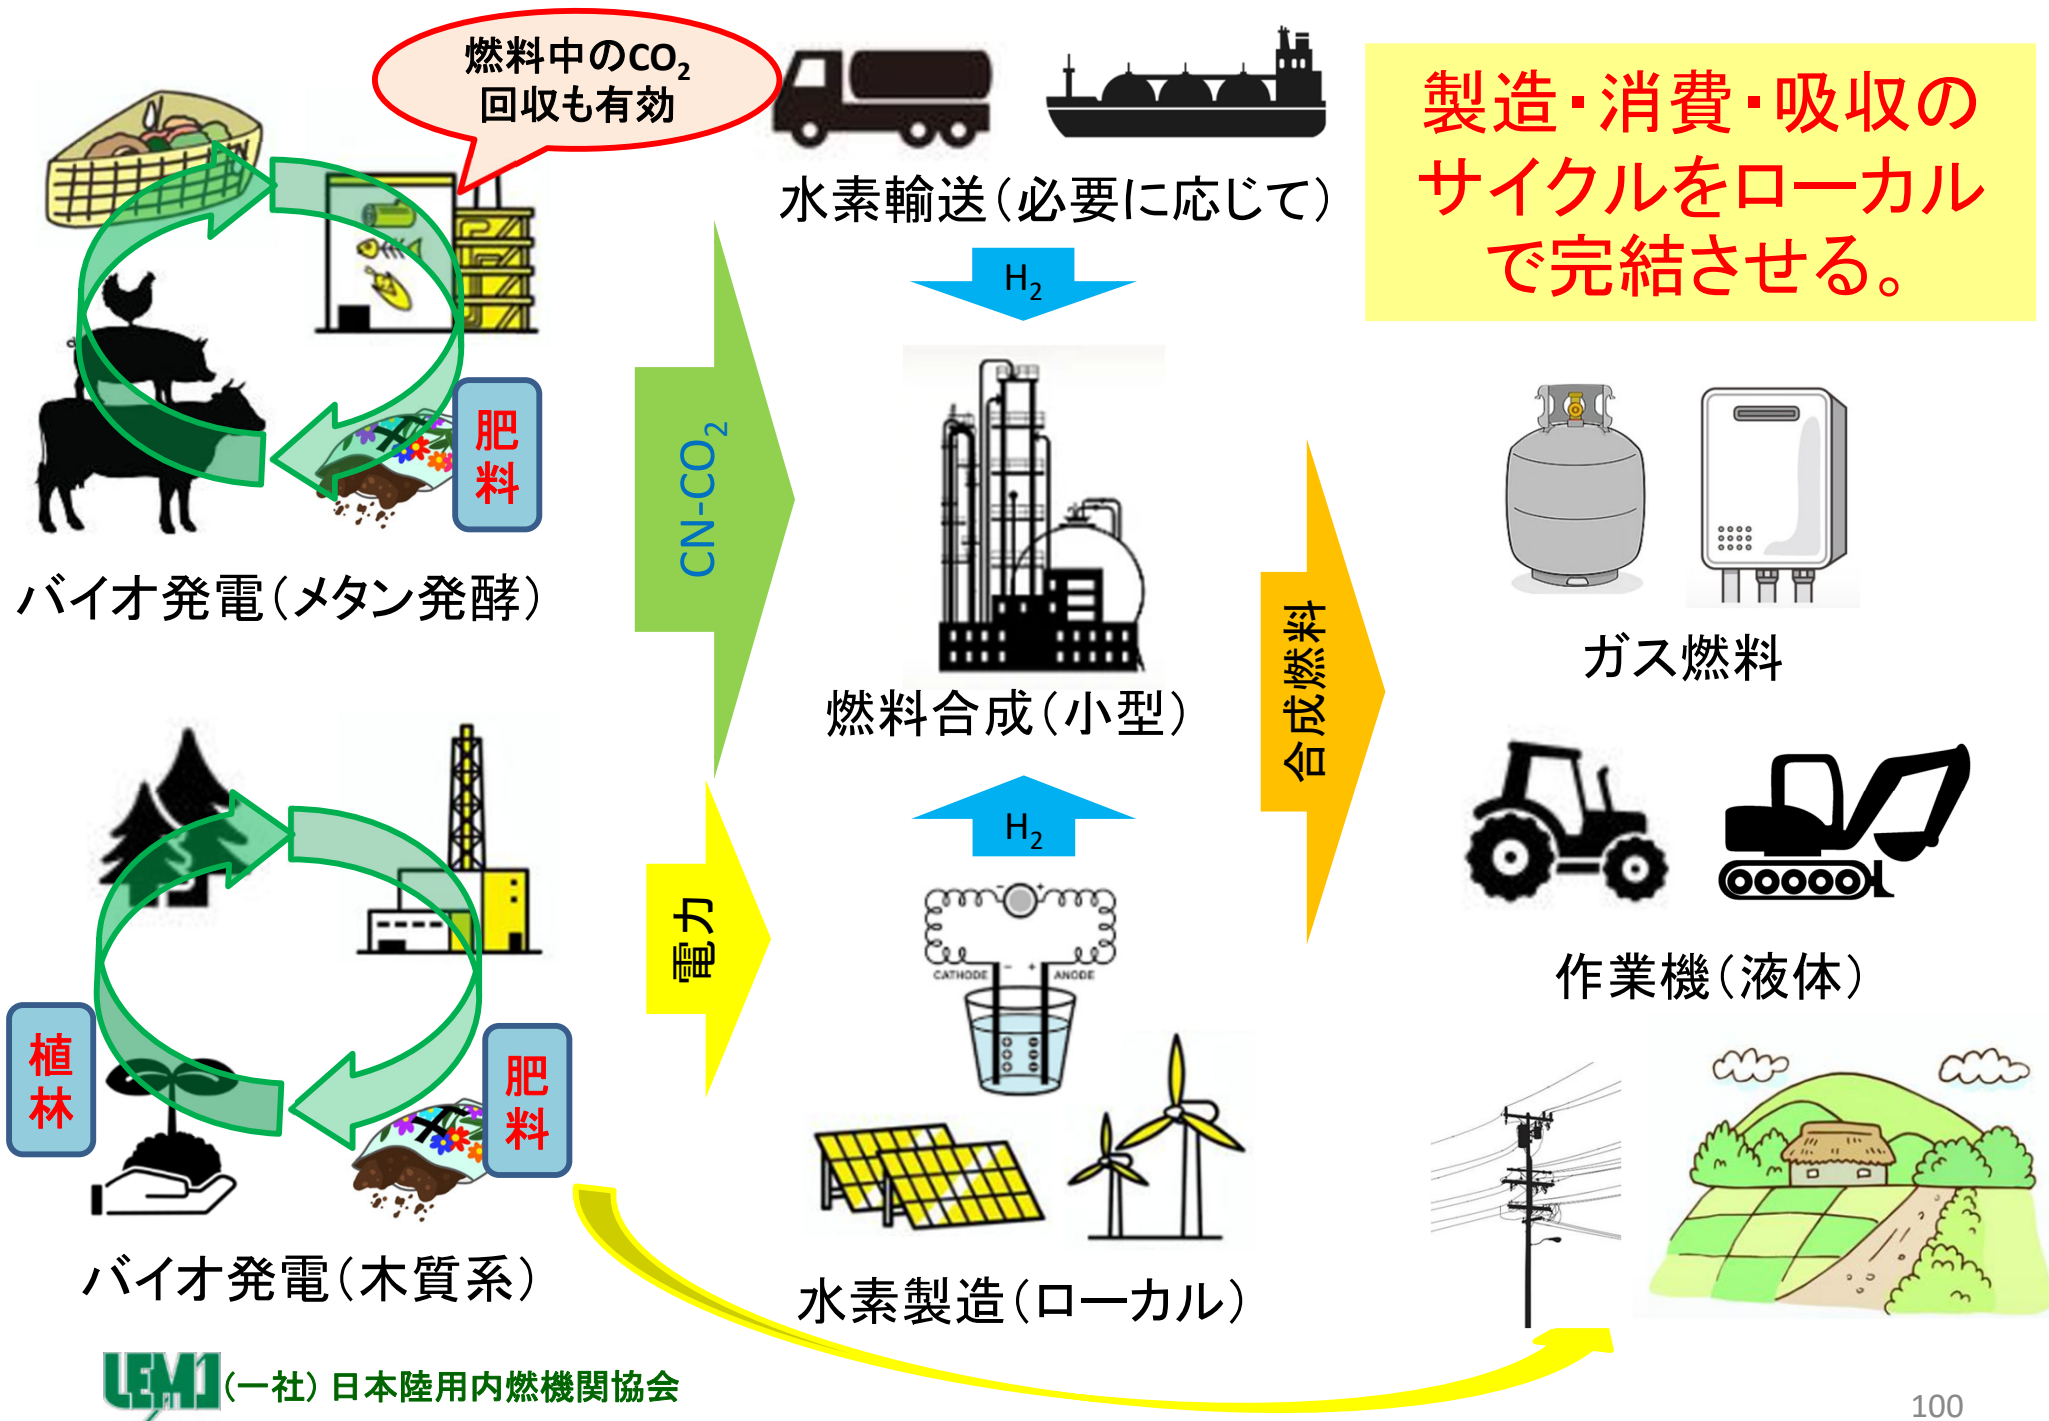 燃料中のCO₂
回収も有効
水素輸送（必要に応じて）
製造・消費・吸収の
サイクルをローカル
で完結させる。
H₂
肥
料
バイオ発電（メタン発酵）
CN-CO₂
燃料合成（小型）
合成燃料
ガス燃料
H₂
電力
CATHODE
− +
− +
ANODE
作業機（液体）
植
林
肥
料
バイオ発電（木質系）
水素製造（ローカル）
LEMA（一社）日本陸用内燃機関協会
100